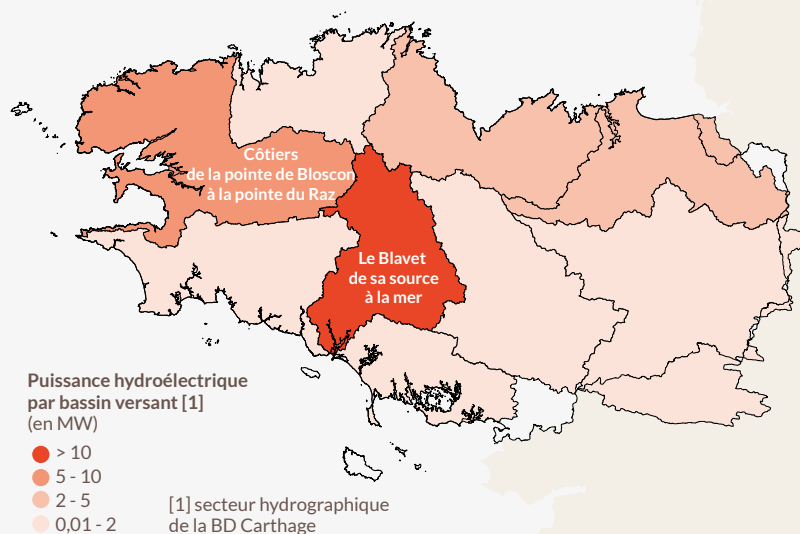 Côtiers
de la pointe de Bloscon
à la pointe du Raz
Le Blavet
de sa source
à la mer
Puissance hydroélectrique
par bassin versant [1]
(en MW)
> 10
5 - 10
2 - 5
0,01 - 2
[1] secteur hydrographique
de la BD Carthage